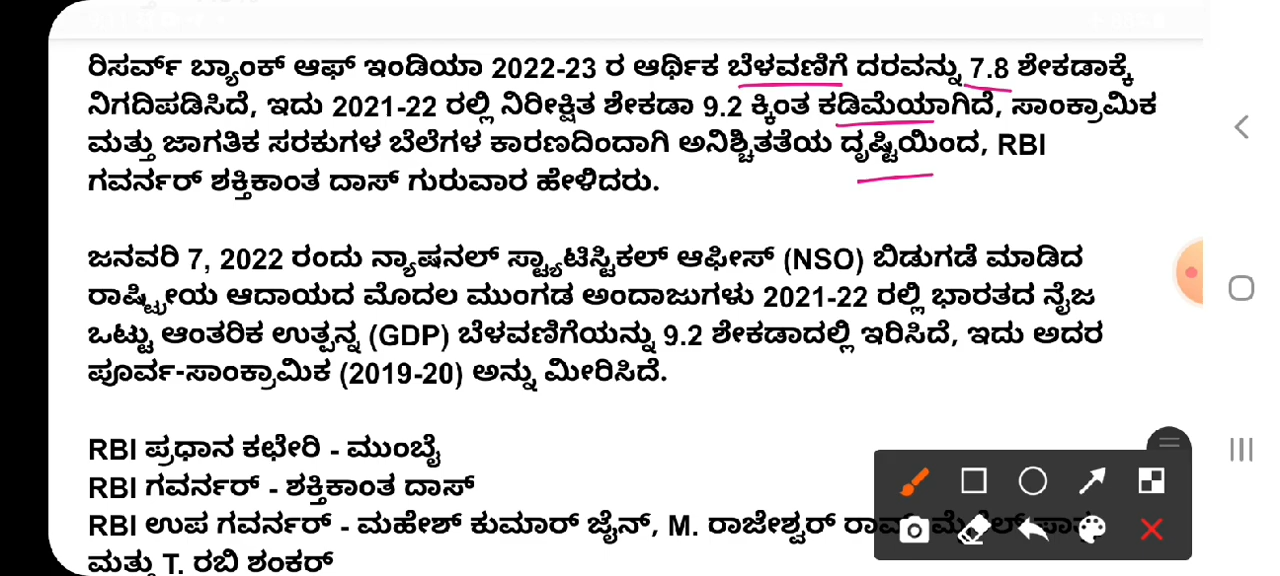 ರಿಸರ್ವ್ ಬ್ಯಾಂಕ್ ಆಫ್ ಇಂಡಿಯಾ 2022-23 ರ ಆರ್ಥಿಕ ಬೆಳವಣಿಗೆ ದರವನ್ನು 7.8 ಶೇಕಡಾಕ್ಕೆ
ನಿಗದಿಪಡಿಸಿದೆ, ಇದು 2021-22 ರಲ್ಲಿ ನಿರೀಕ್ಷಿತ ಶೇಕಡಾ 9.2 ಕ್ಕಿಂತ ಕಡಿಮೆಯಾಗಿದೆ, ಸಾಂಕ್ರಾಮಿಕ
ಮತ್ತು ಜಾಗತಿಕ ಸರಕುಗಳ ಬೆಲೆಗಳ ಕಾರಣದಿಂದಾಗಿ ಅನಿಶ್ಚಿತತೆಯ ದೃಷ್ಟಿಯಿಂದ, RBI
ಗವರ್ನರ್ ಶಕ್ತಿಕಾಂತ ದಾಸ್ ಗುರುವಾರ ಹೇಳಿದರು.
ಜನವರಿ 7, 2022 ರಂದು ನ್ಯಾಷನಲ್ ಸ್ಟ್ಯಾಟಿಸ್ಟಿಕಲ್ ಆಫೀಸ್ (NSO) ಬಿಡುಗಡೆ ಮಾಡಿದ
ರಾಷ್ಟ್ರೀಯ ಆದಾಯದ ಮೊದಲ ಮುಂಗಡ ಅಂದಾಜುಗಳು 2021-22 ರಲ್ಲಿ ಭಾರತದ ನೈಜ
ಒಟ್ಟು ಆಂತರಿಕ ಉತ್ಪನ್ನ (GDP) ಬೆಳವಣಿಗೆಯನ್ನು 9.2 ಶೇಕಡಾದಲ್ಲಿ ಇರಿಸಿದೆ, ಇದು ಅದರ
ಪೂರ್ವ-ಸಾಂಕ್ರಾಮಿಕ (2019-20) ಅನ್ನು ಮೀರಿಸಿದೆ.
RBI ಪ್ರಧಾನ ಕಛೇರಿ - ಮುಂಬೈ
RBI ಗವರ್ನರ್ - ಶಕ್ತಿಕಾಂತ ದಾಸ್
RBI ಉಪ ಗವರ್ನರ್ - ಮಹೇಶ್ ಕುಮಾರ್ ಜೈನ್, M. ರಾಜೇಶ್ವರ್
ಮತ್ತು T. ರಬಿ ಶಂಕರ್